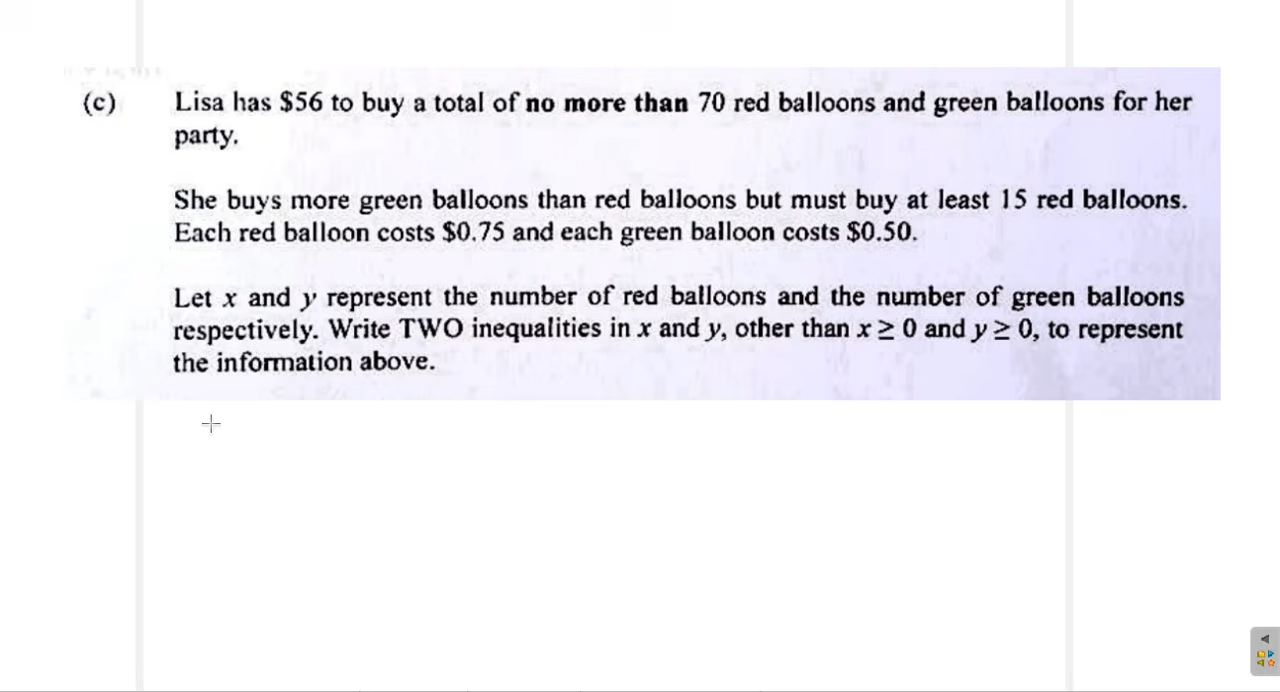 (c) Lisa has $56 to buy a total of no more than 70 red balloons and green balloons for her
party.
She buys more green balloons than red balloons but must buy at least 15 red balloons.
Each red balloon costs $0.75 and each green balloon costs $0.50.
Let x and y represent the number of red balloons and the number of green balloons
respectively. Write TWO inequalities in x and y, other than x ≥ 0 and y ≥ 0, to represent
the information above.